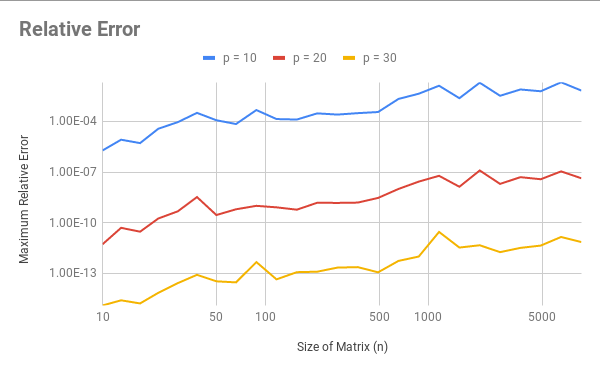 Relative Error
p = 10 p = 20 p = 30
Maximum Relative Error
1.00E-04
1.00E-07
1.00E-10
1.00E-13
10 50 100 500 1000 5000
Size of Matrix (n)